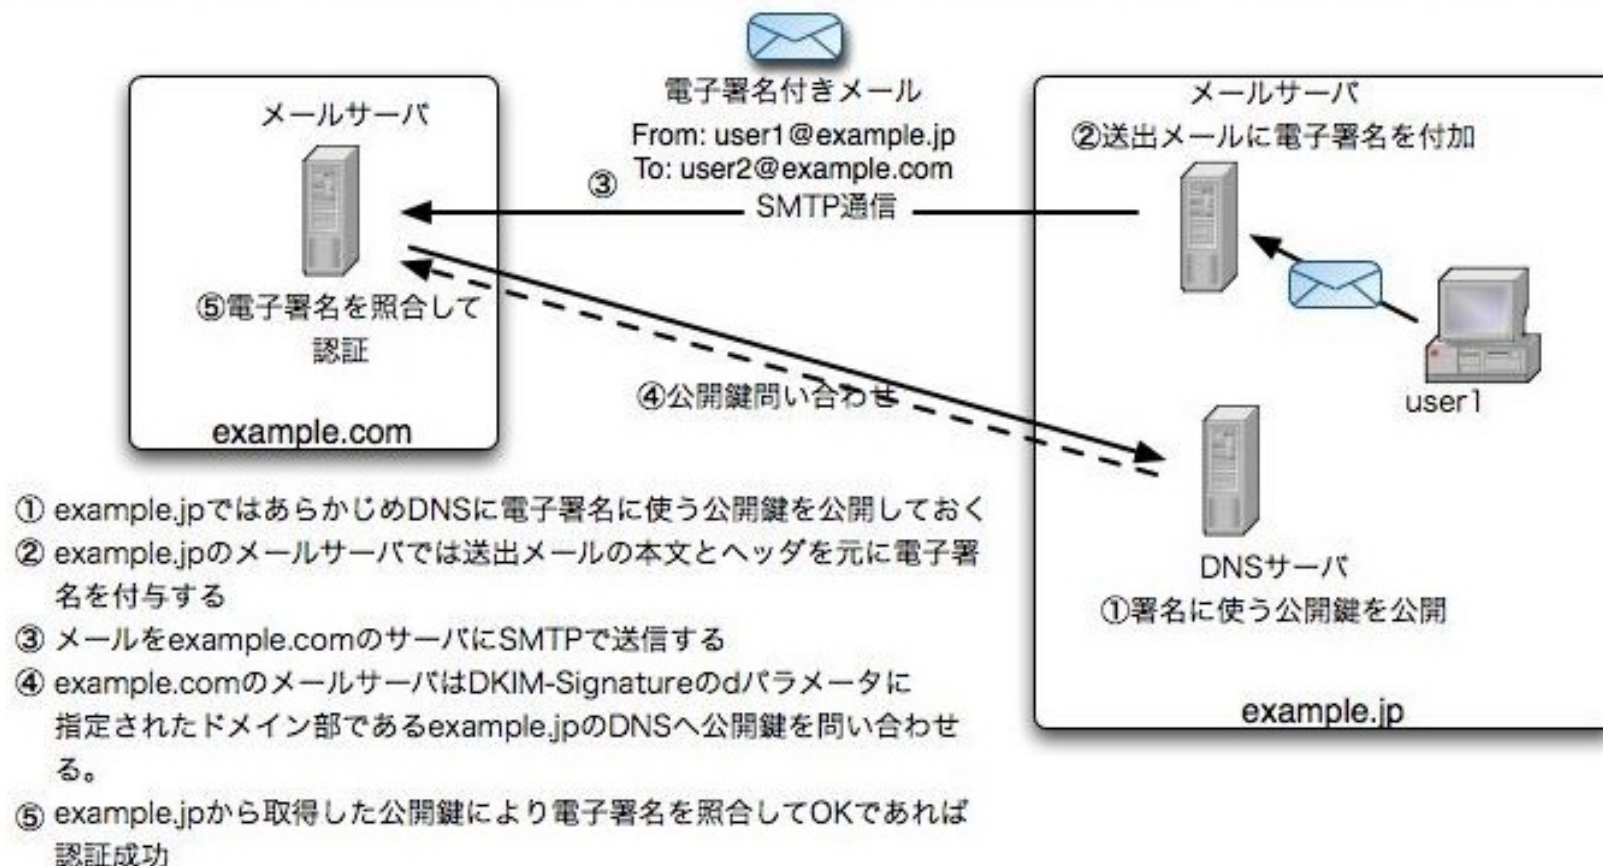 電子署名付きメール
From: user1@example.jp
To: user2@example.com
③
SMTP通信
メールサーバ
⑤電子署名を照合して
認証
example.com
メールサーバ
②送出メールに電子署名を付加
user1
④公開鍵問い合わせ
DNSサーバ
①署名に使う公開鍵を公開
example.jp
① example.jpではあらかじめDNSに電子署名に使う公開鍵を公開しておく
② example.jpのメールサーバでは送出メールの本文とヘッダを元に電子署
名を付与する
③ メールをexample.comのサーバにSMTPで送信する
④ example.comのメールサーバはDKIM-Signatureのdパラメータに
指定されたドメイン部であるexample.jpのDNSへ公開鍵を問い合わせ
る。
⑤ example.jpから取得した公開鍵により電子署名を照合してOKであれば
認証成功